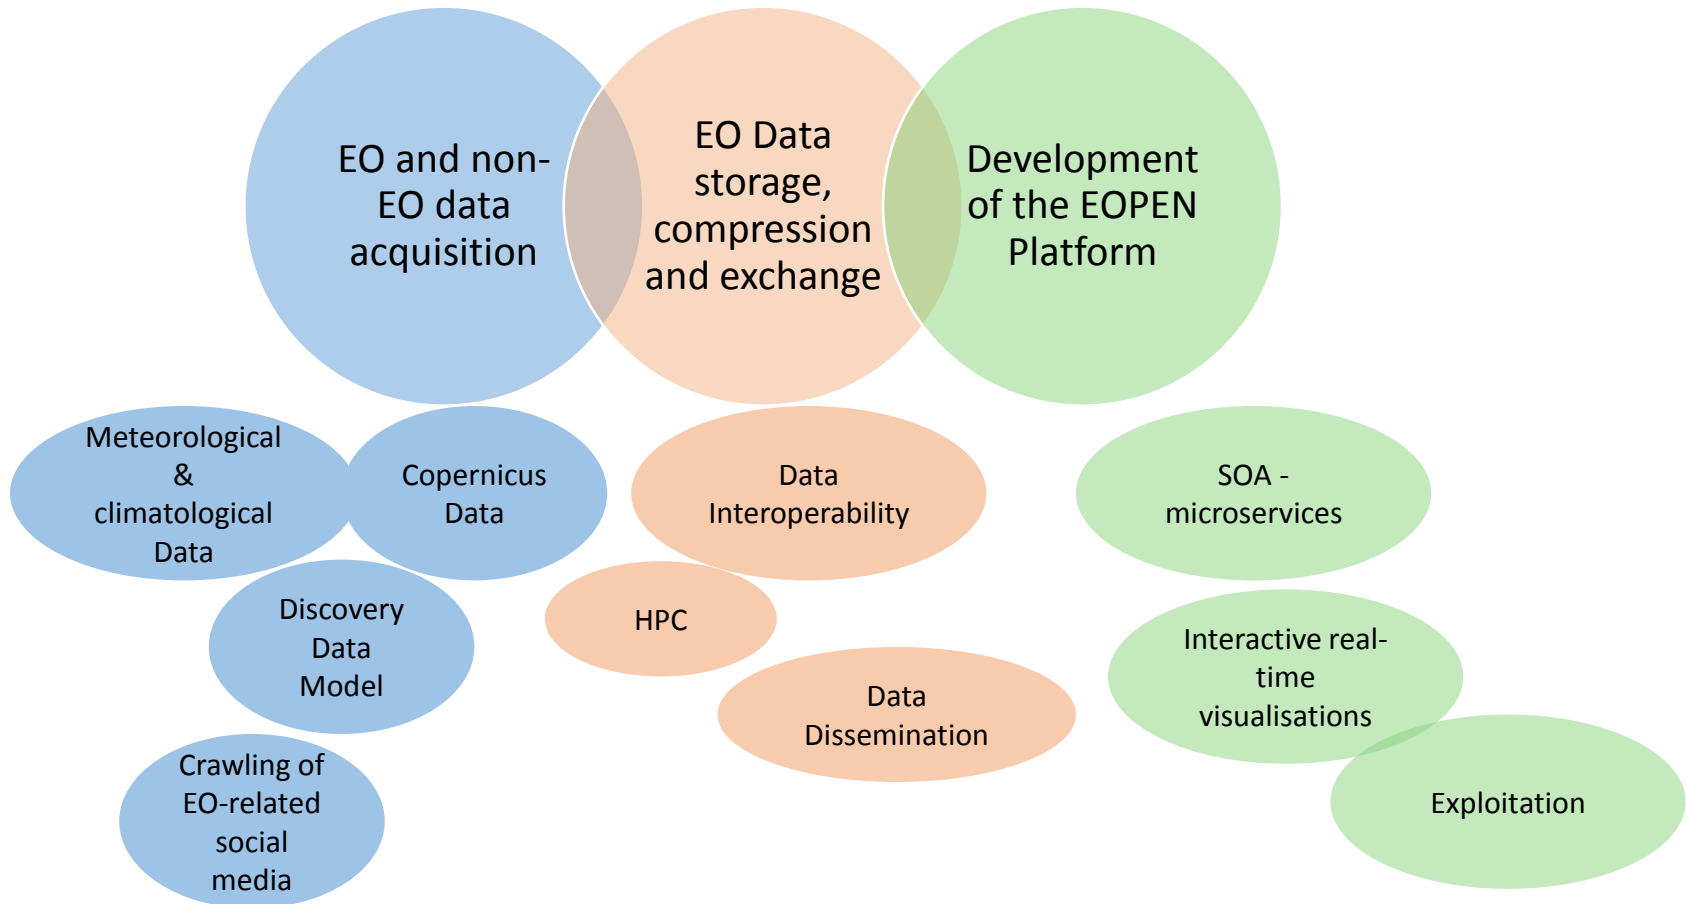 EO and non-
EO data
acquisition
EO Data
storage,
compression
and exchange
Development
of the EOPEN
Platform
Meteorological
&
climatological
Data
Copernicus
Data
Discovery
Data
Model
Crawling of
EO-related
social
media
Data
Interoperability
HPC
Data
Dissemination
SOA -
microservices
Interactive real-
time
visualisations
Exploitation